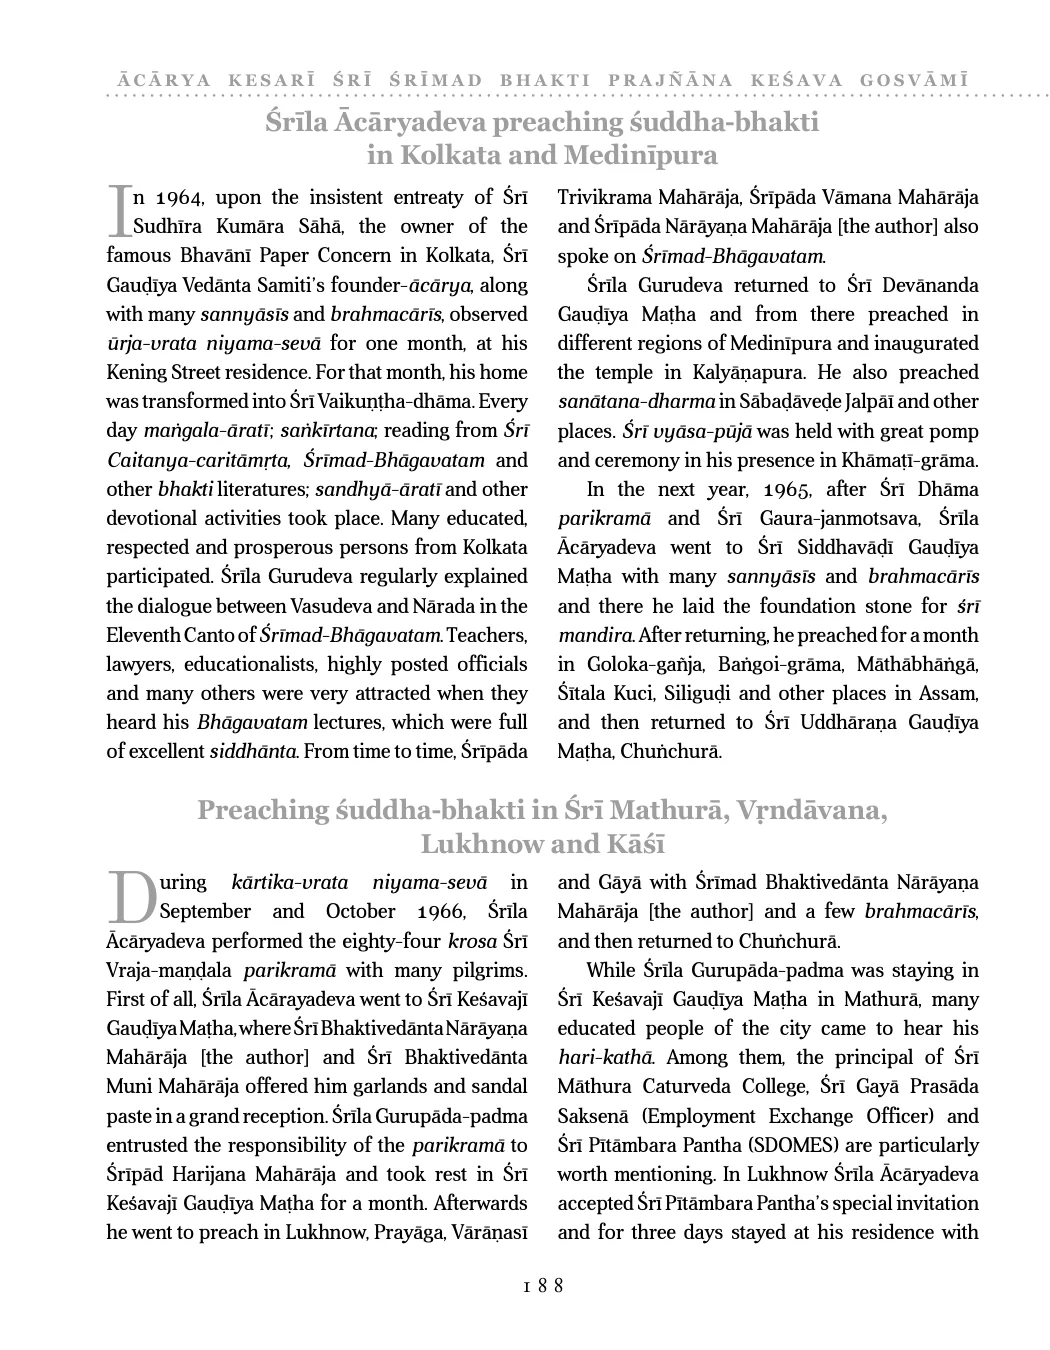 ĀCĀRYA KESARĪ ŚRĪ ŚRĪMAD BHAKTI PRAJÑĀNA KEŚAVA GOSVĀMĪ
Śrīla Ācāryadeva preaching śuddha-bhakti
in Kolkata and Medinīpura
In 1964, upon the insistent entreaty of Śrī
Sudhīra Kumāra Sāhā, the owner of the
famous Bhavānī Paper Concern in Kolkata, Śrī
Gauḍīya Vedānta Samiti's founder-ācārya, along
with many sannyāsīs and brahmacārīs, observed
ūrja-vrata niyama-sevā for one month, at his
Kening Street residence. For that month, his home
was transformed into Śrī Vaikuṇṭha-dhāma. Every
day maṅgala-āratī; saṅkīrtana; reading from Śrī
Caitanya-caritāmṛta, Śrīmad-Bhāgavatam and
other bhakti literatures; sandhyā-āratī and other
devotional activities took place. Many educated,
respected and prosperous persons from Kolkata
participated. Śrīla Gurudeva regularly explained
the dialogue between Vasudeva and Nārada in the
Eleventh Canto of Śrīmad-Bhāgavatam. Teachers,
lawyers, educationalists, highly posted officials
and many others were very attracted when they
heard his Bhāgavatam lectures, which were full
of excellent siddhānta. From time to time, Śrīpāda
Trivikrama Mahārāja, Śrīpāda Vāmana Mahārāja
and Śrīpāda Nārāyaṇa Mahārāja [the author] also
spoke on Śrīmad-Bhāgavatam.
Śrīla Gurudeva returned to Śrī Devānanda
Gauḍīya Maṭha and from there preached in
different regions of Medinīpura and inaugurated
the temple in Kalyāṇapura. He also preached
sanātana-dharma in Sābaḍāveḍe Jalpāī and other
places. Śrī vyāsa-pūjā was held with great pomp
and ceremony in his presence in Khāmaṭī-grāma.
In the next year, 1965, after Śrī Dhāma
parikramā and Śrī Gaura-janmotsava, Śrīla
Ācāryadeva went to Śrī Siddhavāḍī Gauḍīya
Maṭha with many sannyāsīs and brahmacārīs
and there he laid the foundation stone for śrī
mandira. After returning, he preached for a month
in Goloka-gañja, Baṅgoi-grāma, Māthābhāṅgā,
Śītala Kuci, Siliguḍi and other places in Assam,
and then returned to Śrī Uddhāraṇa Gauḍīya
Maṭha, Chuṅchurā.
Preaching śuddha-bhakti in Śrī Mathurā, Vṛndāvana,
Lukhnow and Kāśī
During kārtika-vrata niyama-sevā in
September and October 1966, Śrīla
Ācāryadeva performed the eighty-four krosa Śrī
Vraja-maṇḍala parikramā with many pilgrims.
First of all, Śrīla Ācārayadeva went to Śrī Keśavajī
Gauḍīya Maṭha, where Śrī Bhaktivedānta Nārāyaṇa
Mahārāja [the author] and Śrī Bhaktivedānta
Muni Mahārāja offered him garlands and sandal
paste in a grand reception. Śrīla Gurupāda-padma
entrusted the responsibility of the parikramā to
Śrīpād Harijana Mahārāja and took rest in Śrī
Keśavajī Gauḍīya Maṭha for a month. Afterwards
he went to preach in Lukhnow, Prayāga, Vārāṇasī
and Gāyā with Śrīmad Bhaktivedānta Nārāyaṇa
Mahārāja [the author] and a few brahmacārīs,
and then returned to Chuṅchurā.
While Śrīla Gurupāda-padma was staying in
Śrī Keśavajī Gauḍīya Maṭha in Mathurā, many
educated people of the city came to hear his
hari-kathā. Among them, the principal of Śrī
Māthura Caturveda College, Śrī Gayā Prasāda
Saksenā (Employment Exchange Officer) and
Śrī Pītāmbara Pantha (SDOMES) are particularly
worth mentioning. In Lukhnow Śrīla Ācāryadeva
accepted Śrī Pītāmbara Pantha's special invitation
and for three days stayed at his residence with
188